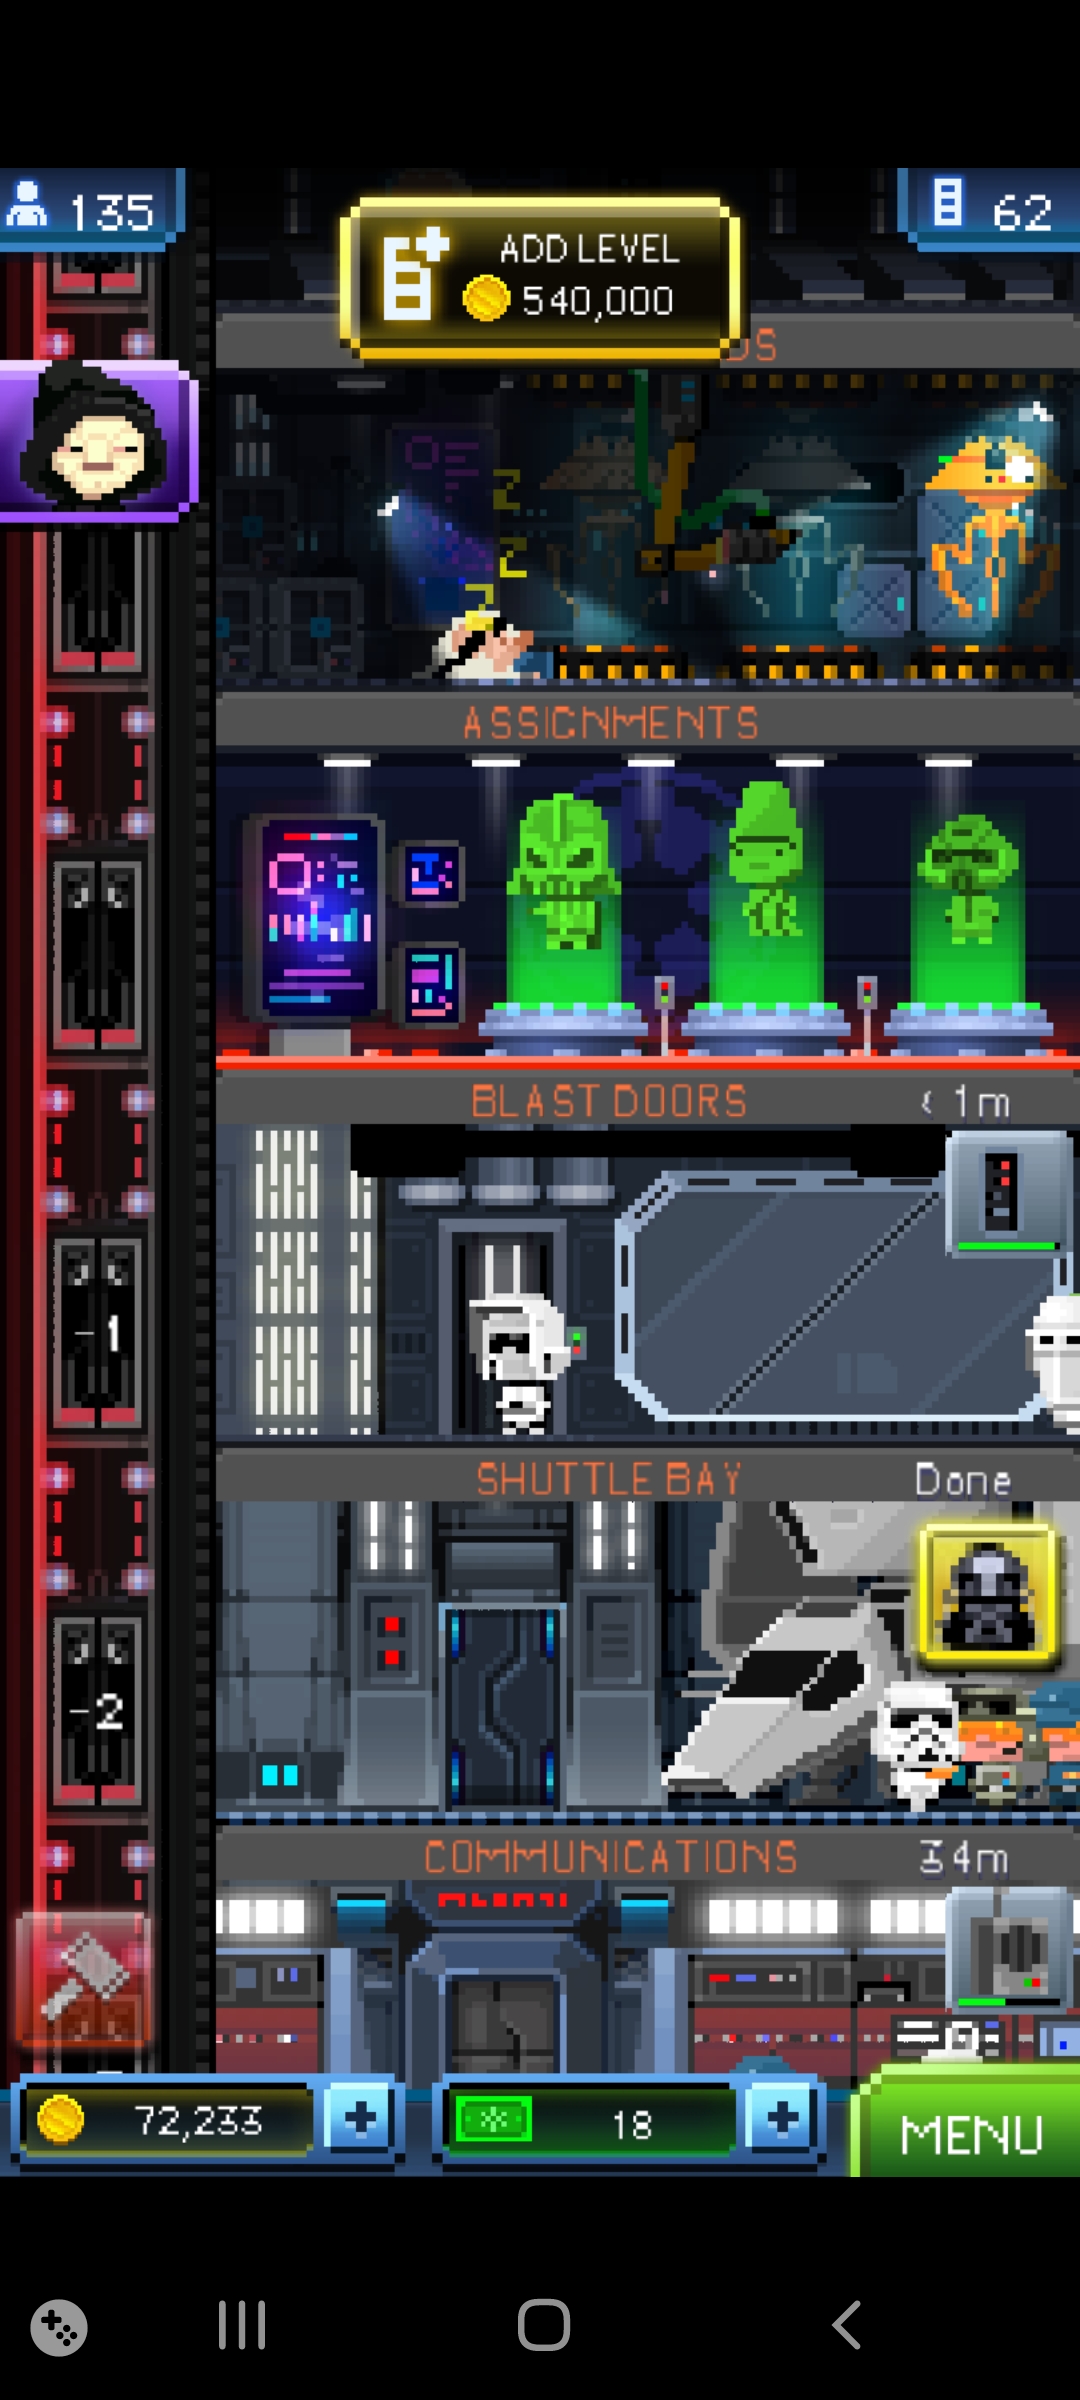 135
ADD LEVEL
540,000
62
DS
ASSIGNMENTS
BLAST DOORS
< 1m
-1
SHUTTLE BAY
Done
-2
COMMUNICATIONS
34m
72,233
18
MENU